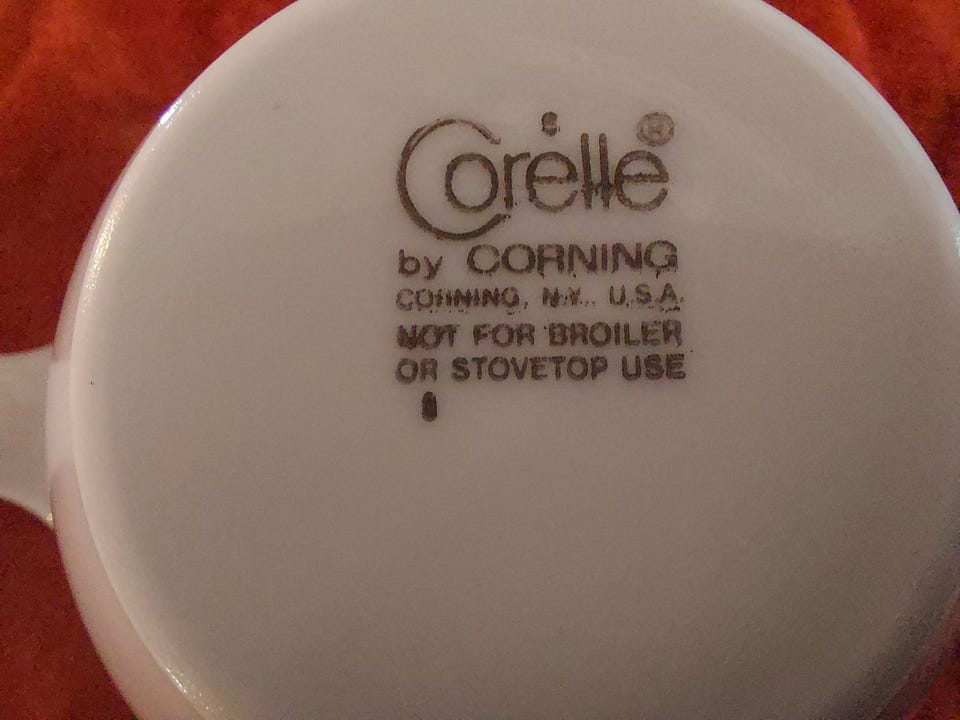 Corelle®
by CORNING
CORNING, N.Y., U.S.A.
NOT FOR BROILER
OR STOVETOP USE